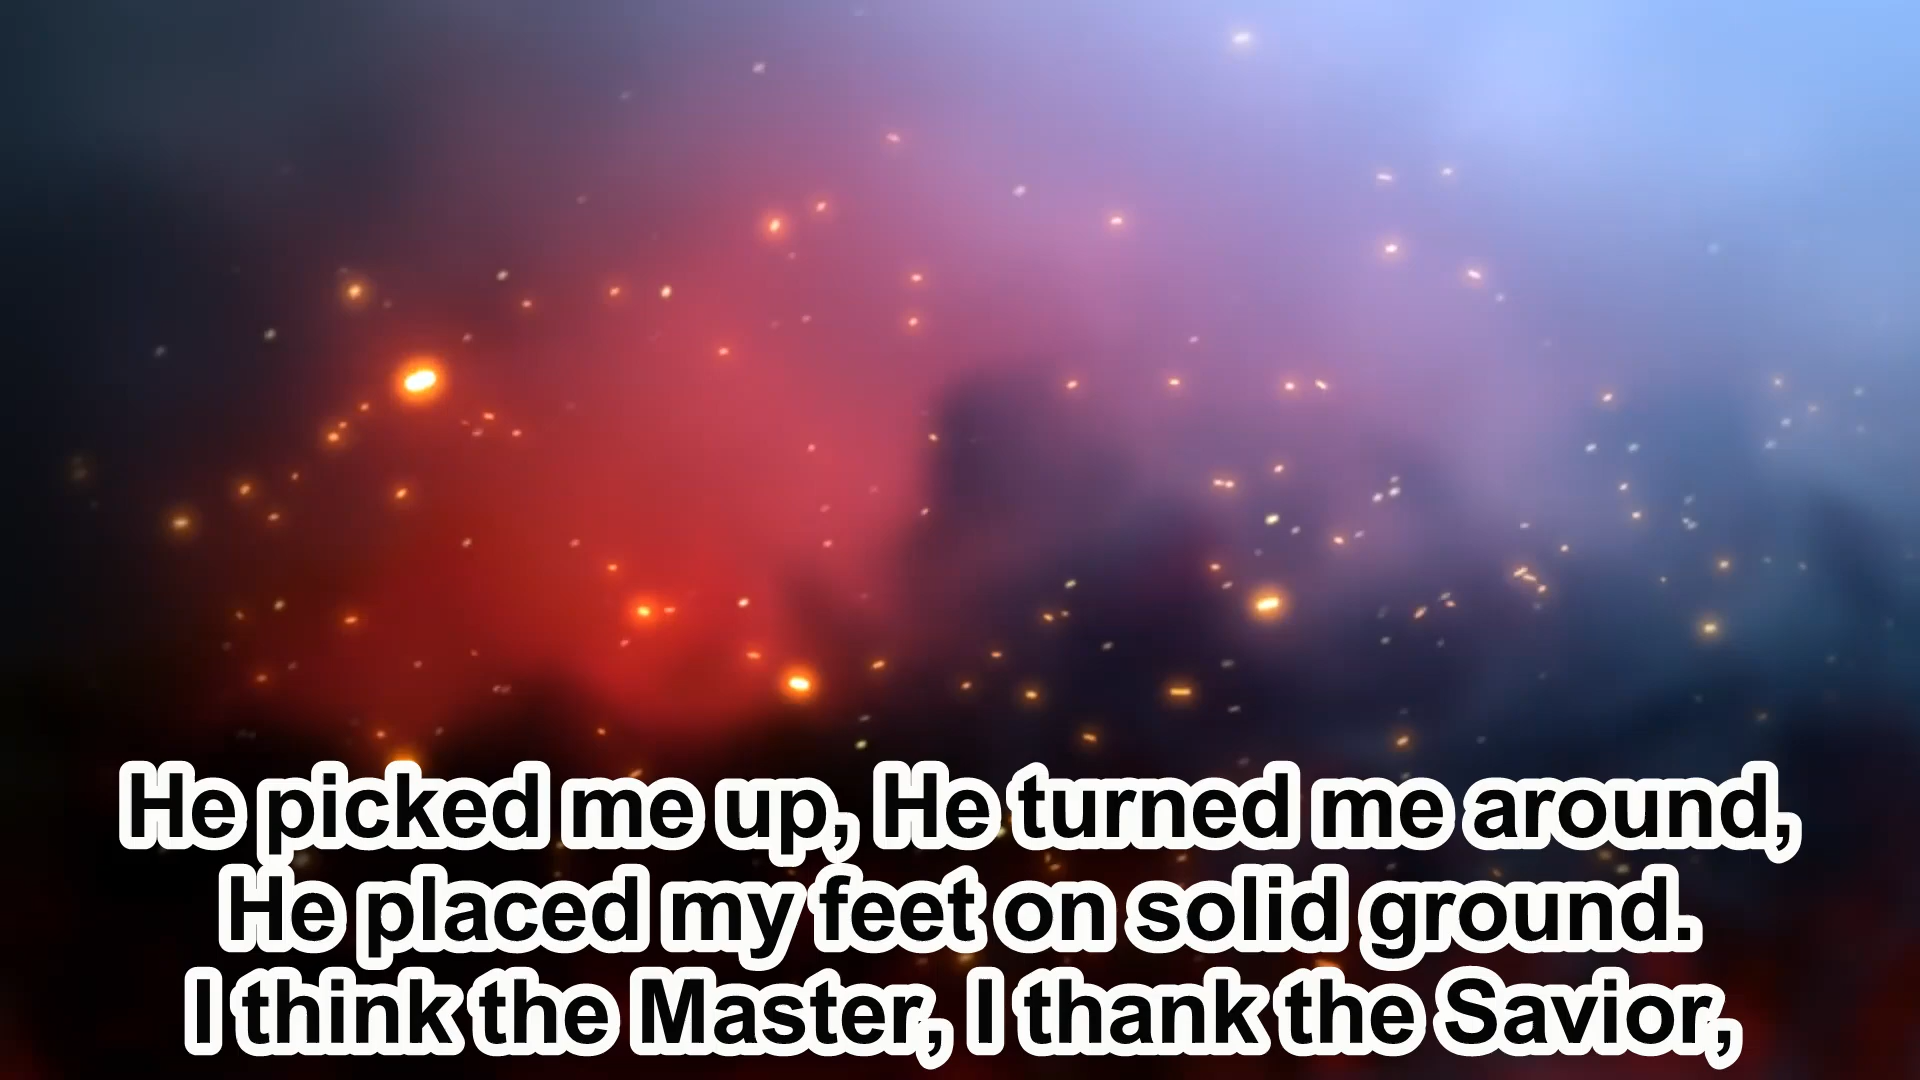 He picked me up, He turned me around,
He placed my feet on solid ground.
I think the Master, I thank the Savior,